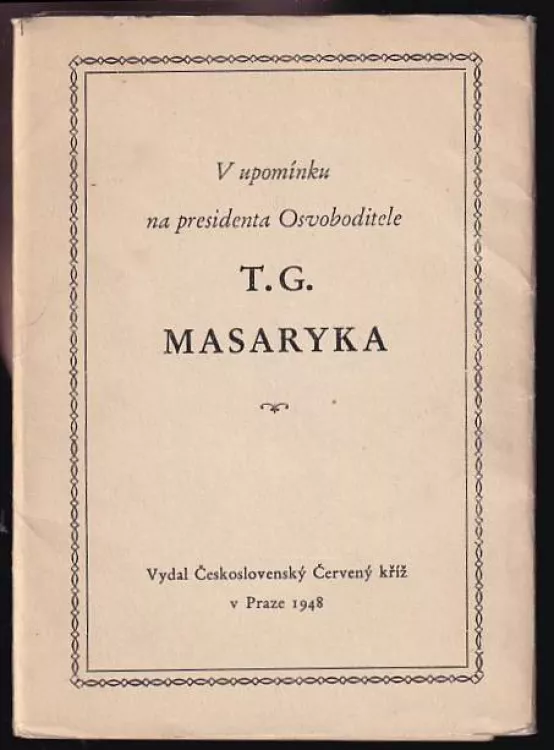 V upomínku
na presidenta Osvoboditele
T. G.
MASARYKA
Vydal Československý Červený kříž
v Praze 1948